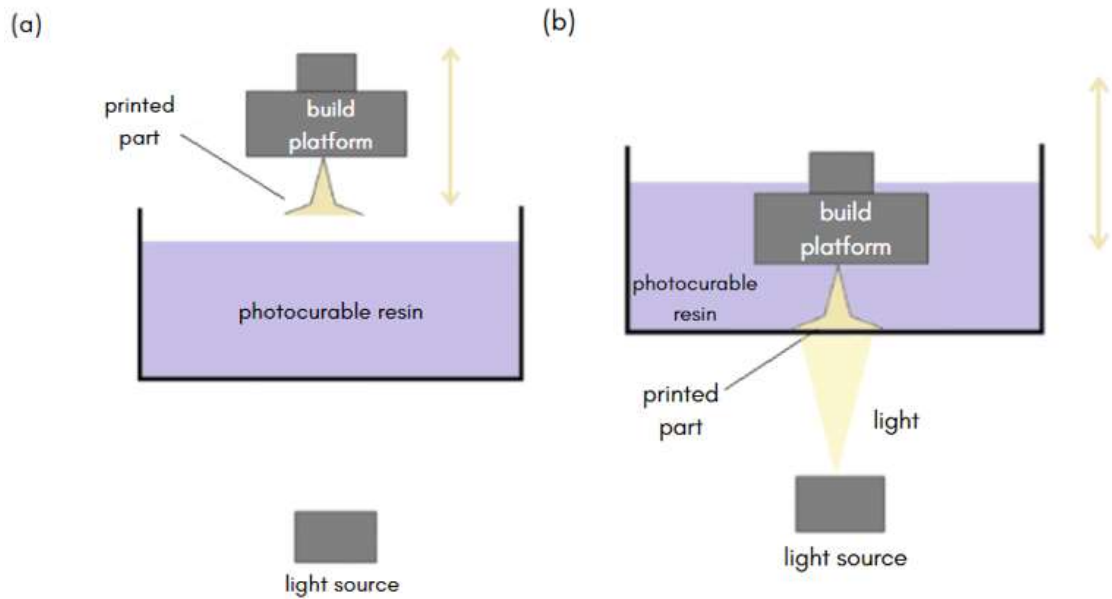 (a)
printed
part
build
platform
photocurable resin
light source
(b)
build
platform
photocurable
resin
printed
part
light
light source